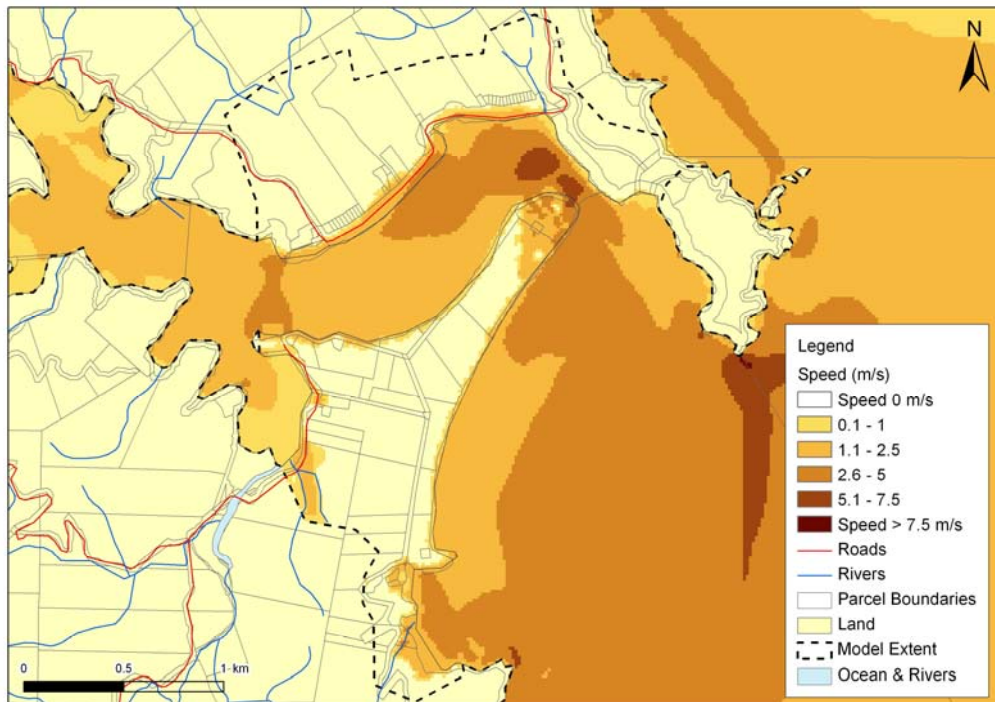 N
Legend
Speed (m/s)
Speed 0 m/s
0.1 - 1
1.1 - 2.5
2.6 - 5
5.1 - 7.5
Speed > 7.5 m/s
Roads
Rivers
Parcel Boundaries
Land
Model Extent
Ocean & Rivers
0 0.5 1 km